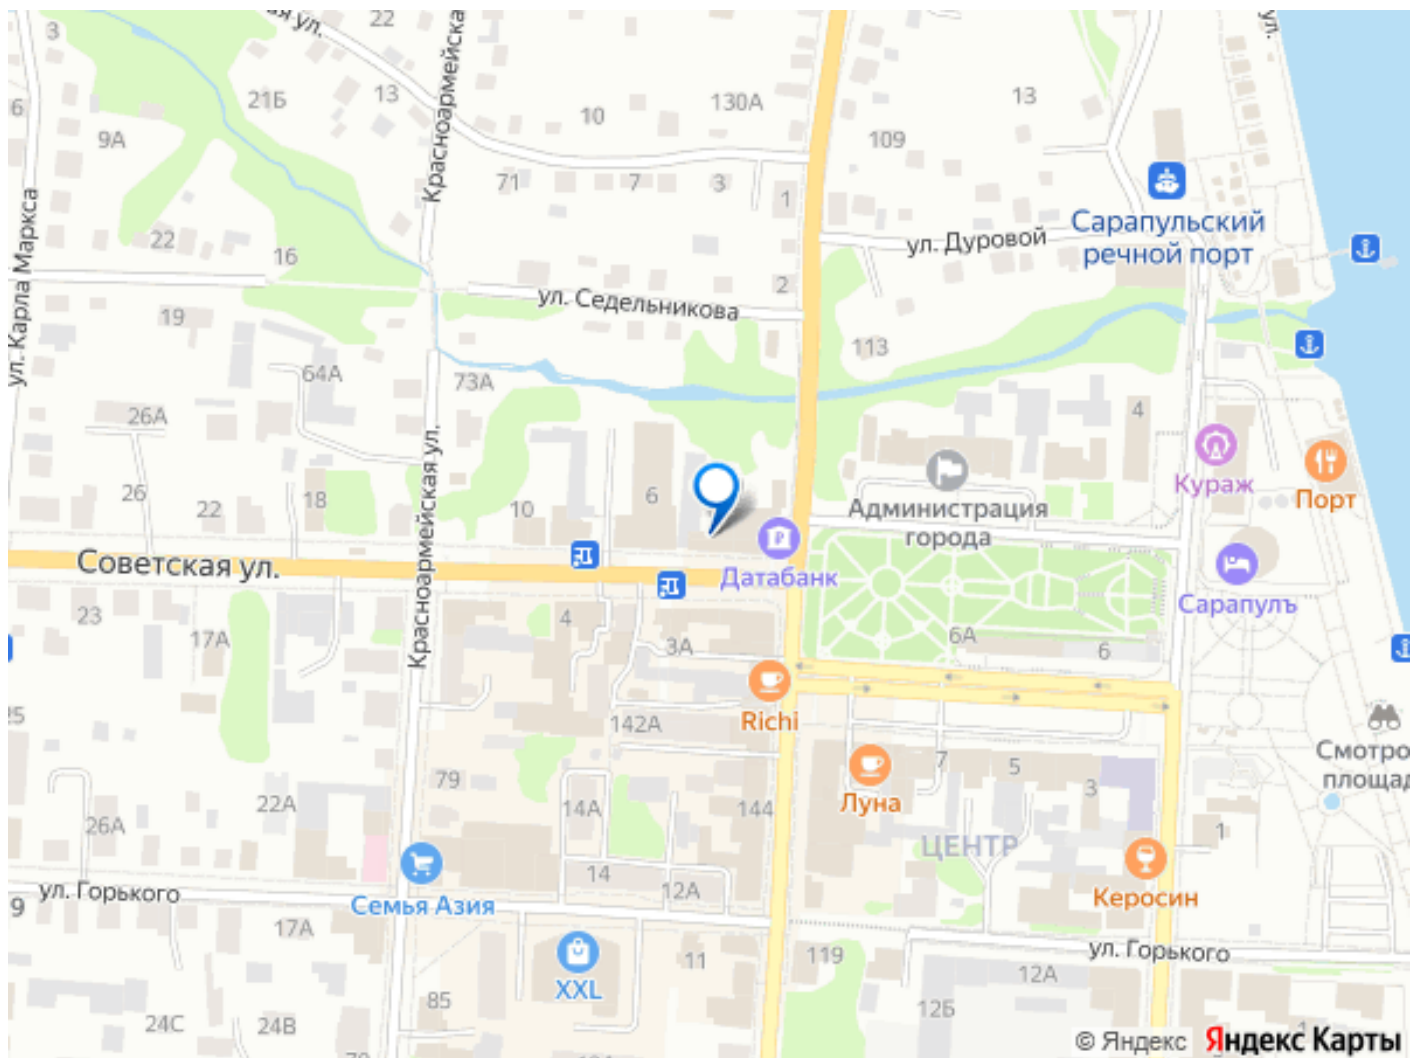 3
ул.
Красноармейска
ул.
6
21Б
13
10
130А
13
9А
109
ул. Карла Маркса
71
7
3
1
22
16
Сарапульский
речной порт
ул. Дуровой
2
ул. Седельникова
19
113
64А
73А
26А
4
Красноармейская ул.
Кураж
Порт
26
22
18
10
6
Администрация
города
Советская ул.
Датабанк
Сарапулъ
23
17А
4
3А
6А
6
25
142А
Richi
Смотро
площад
79
7
5
3
Луна
22А
14А
144
26А
ЦЕНТР
1
14
12А
Керосин
ул. Горького
9
Семья Азия
17А
ул. Горького
11
119
12А
XXL
85
12Б
24С
24В
© Яндекс Яндекс Карты